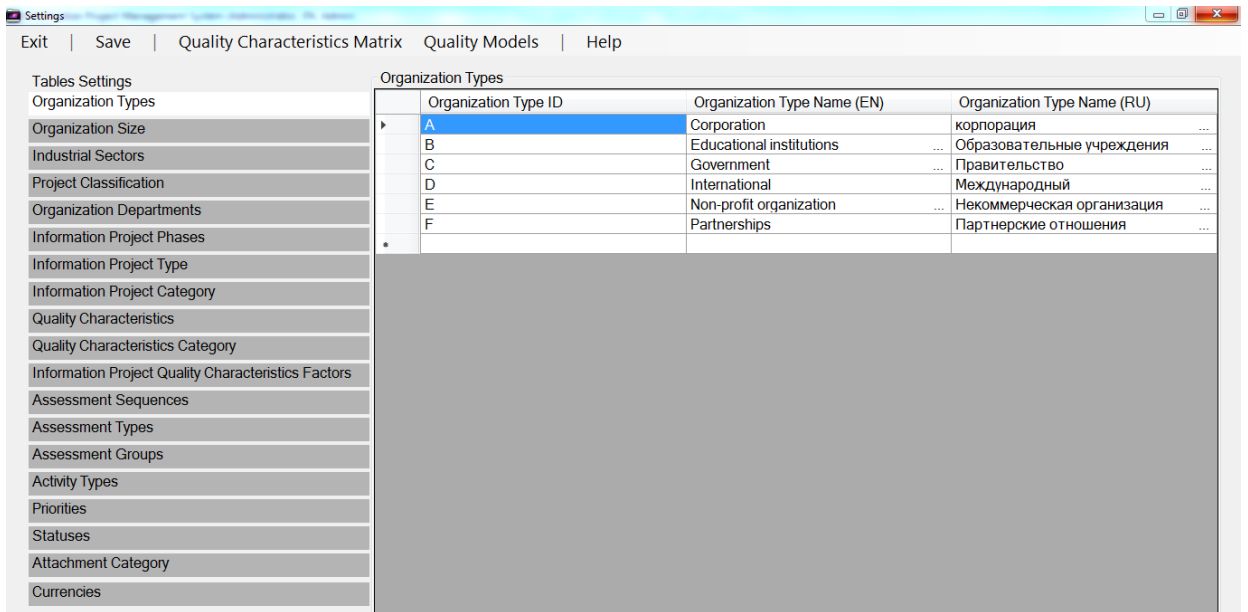 Settings
Exit | Save | Quality Characteristics Matrix Quality Models | Help
Tables Settings
Organization Types
Organization Size
Industrial Sectors
Project Classification
Organization Departments
Information Project Phases
Information Project Type
Information Project Category
Quality Characteristics
Quality Characteristics Category
Information Project Quality Characteristics Factors
Assessment Sequences
Assessment Types
Assessment Groups
Activity Types
Priorities
Statuses
Attachment Category
Currencies
Organization Types
Organization Type ID Organization Type Name (EN) Organization Type Name (RU)
A Corporation корпорация ...
B Educational institutions ... Образовательные учреждения ...
C Government ... Правительство ...
D International Международный ...
E Non-profit organization ... Некоммерческая организация ...
F Partnerships Партнерские отношения ...